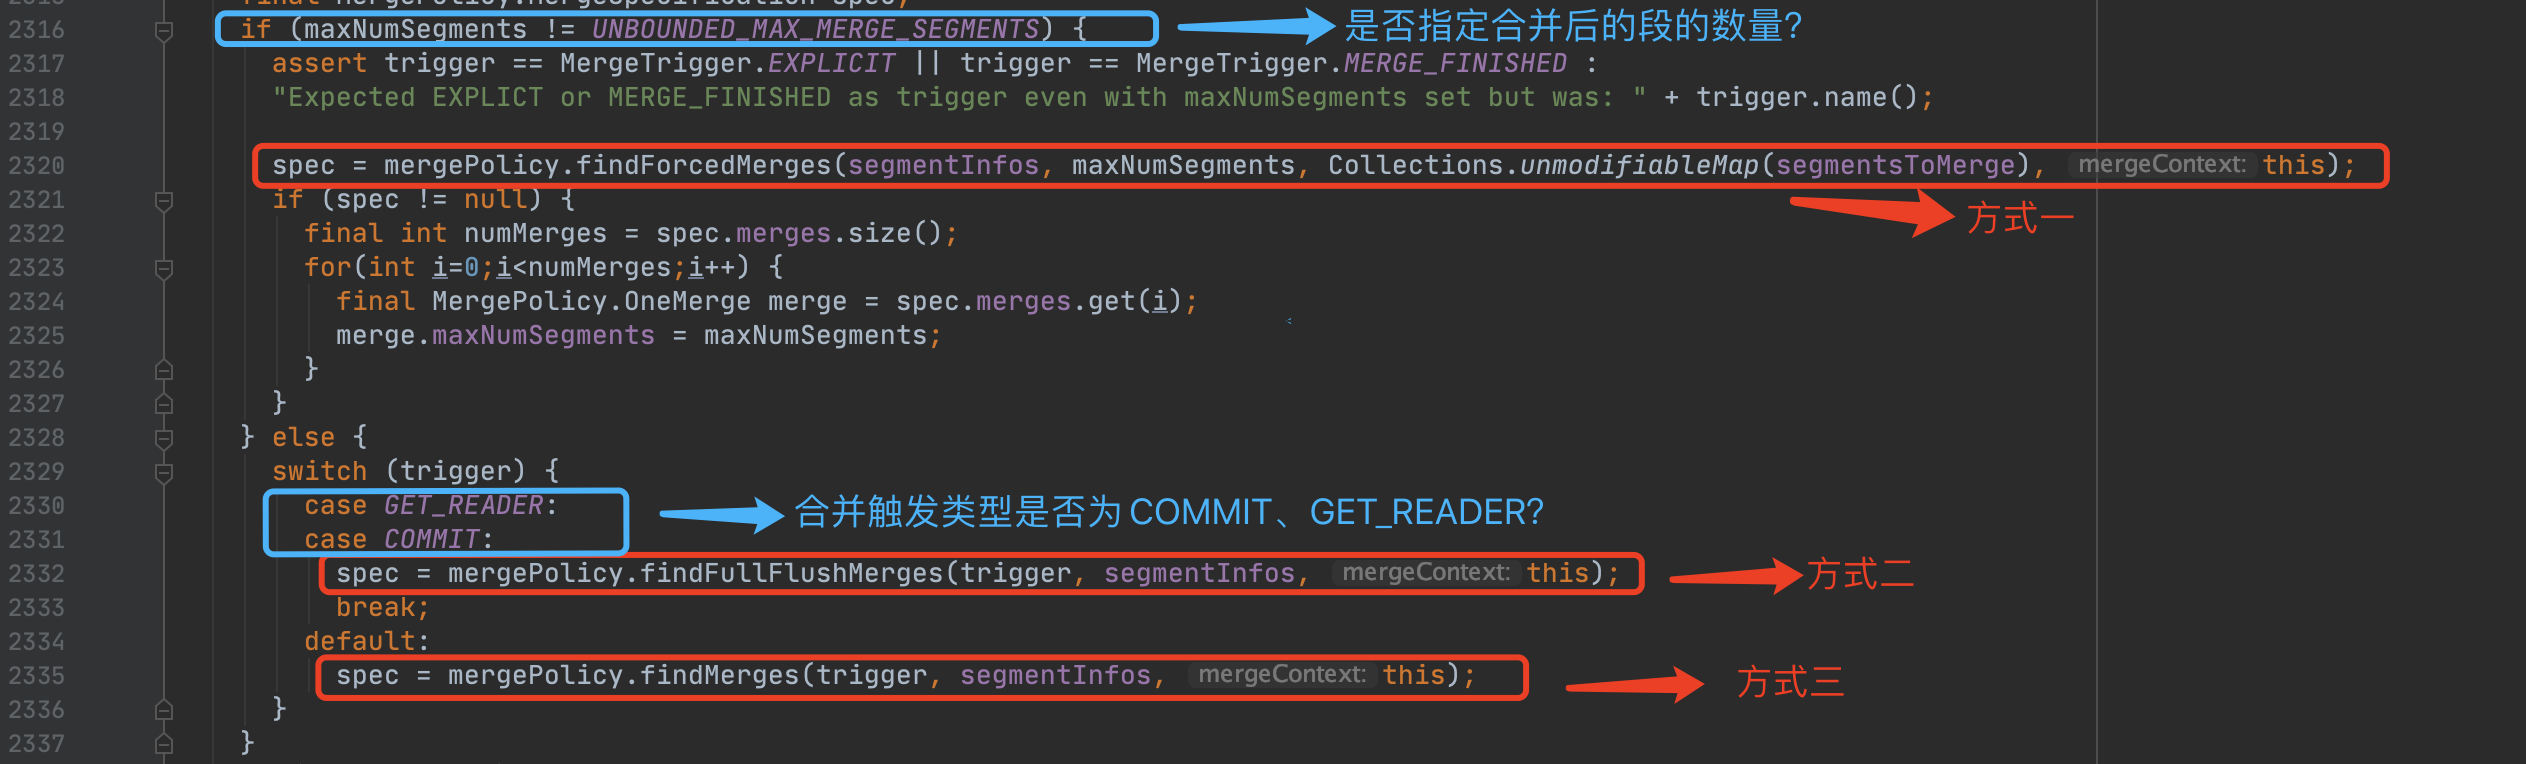 2316 if (maxNumSegments != UNBOUNDED_MAX_MERGE_SEGMENTS) { 是否指定合并后的段的数量?
2317 assert trigger == MergeTrigger.EXPLICIT || trigger == MergeTrigger.MERGE_FINISHED :
2318 "Expected EXPLICT or MERGE_FINISHED as trigger even with maxNumSegments set but was: " + trigger.name();
2319
2320 spec = mergePolicy.findForcedMerges(segmentInfos, maxNumSegments, Collections.unmodifiableMap(segmentsToMerge), mergeContext: this);
2321 if (spec != null) {
方式一
2322 final int numMerges = spec.merges.size();
2323 for(int i=0;i<numMerges;i++) {
2324 final MergePolicy.OneMerge merge = spec.merges.get(i);
2325 merge.maxNumSegments = maxNumSegments;
2326 }
2327 }
2328 } else {
2329 switch (trigger) {
2330 case GET_READER: 合并触发类型是否为 COMMIT、GET_READER?
2331 case COMMIT:
2332 spec = mergePolicy.findFullFlushMerges(trigger, segmentInfos, mergeContext: this); 方式二
2333 break;
2334 default:
2335 spec = mergePolicy.findMerges(trigger, segmentInfos, mergeContext: this); 方式三
2336 }
2337 }